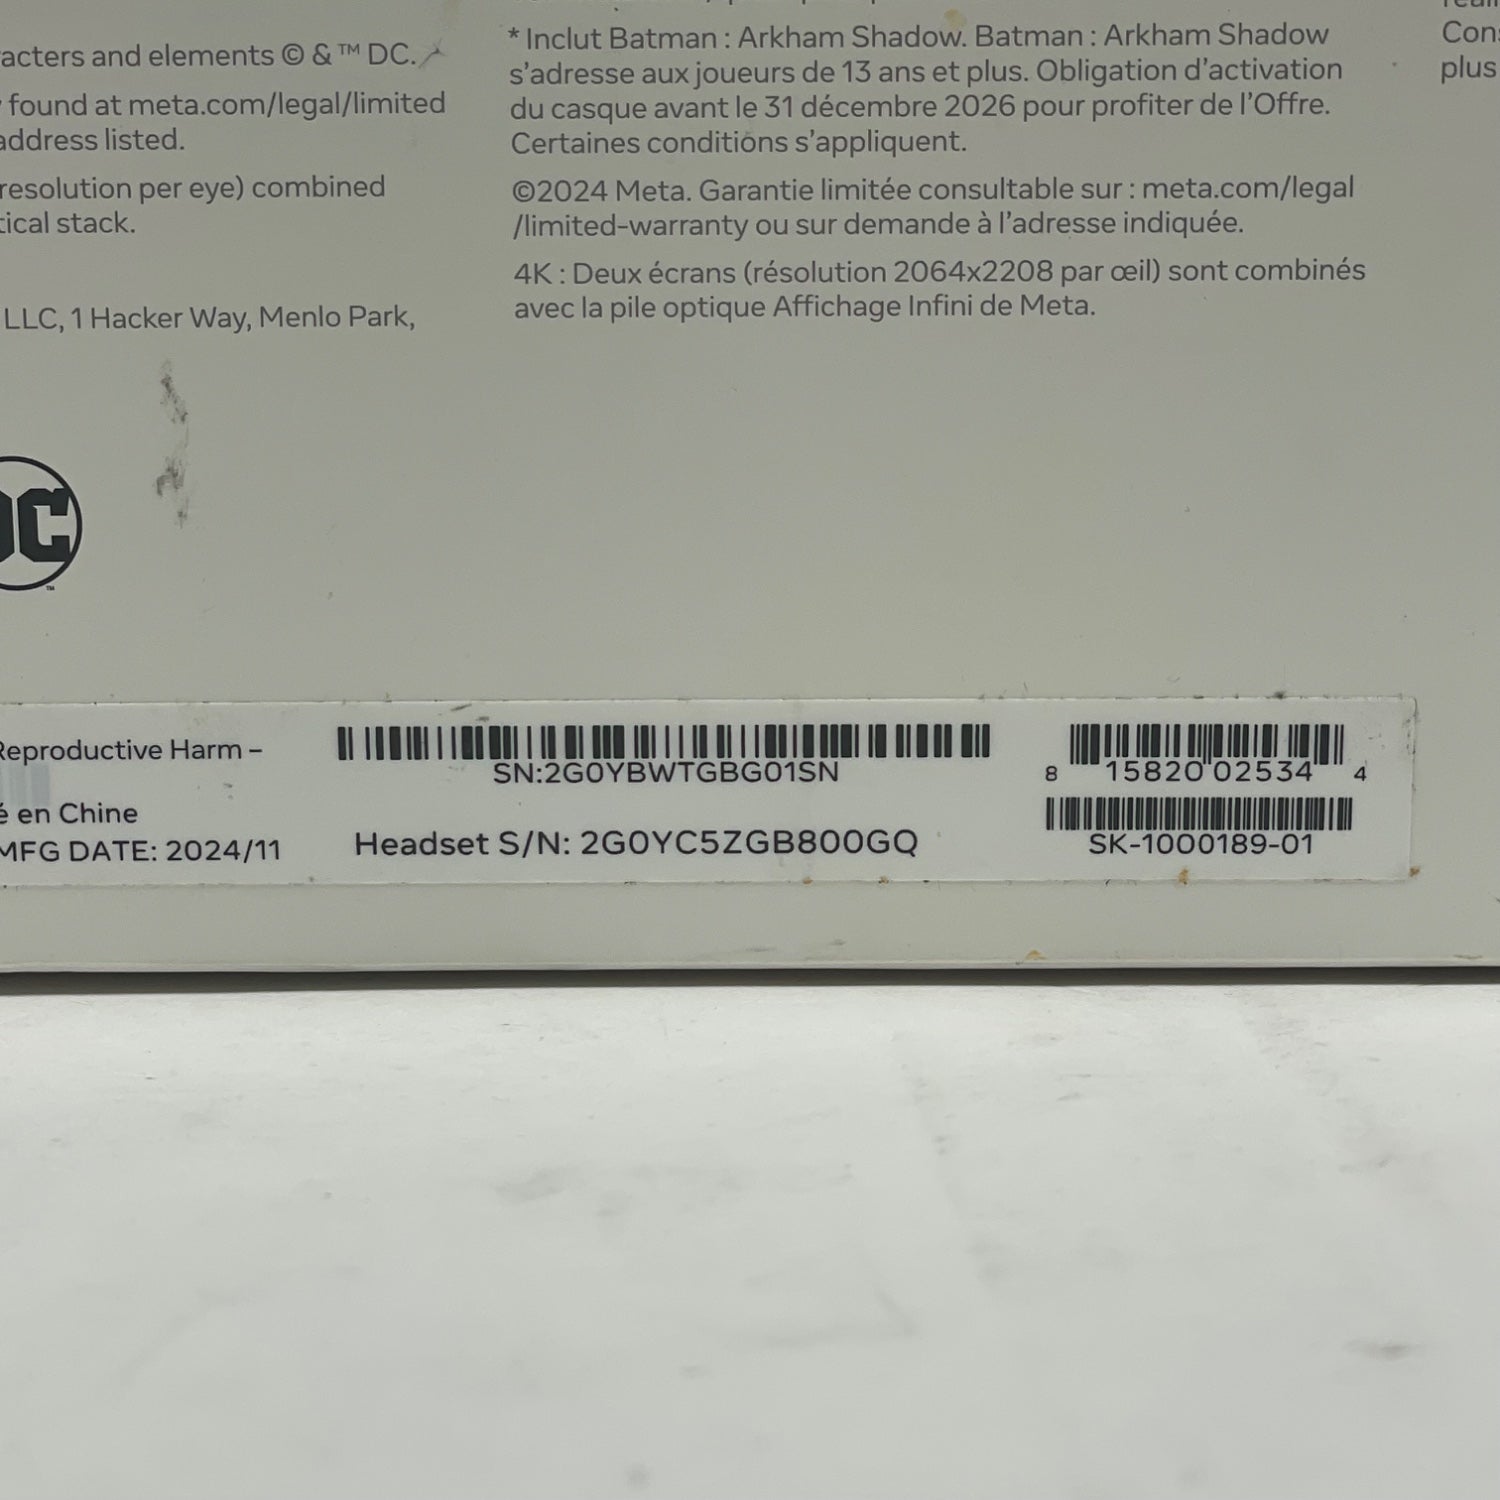 characters and elements © & ™ DC.
found at meta.com/legal/limited
address listed.
resolution per eye) combined
optical stack.
LLC, 1 Hacker Way, Menlo Park,
* Inclut Batman : Arkham Shadow. Batman : Arkham Shadow
s’adresse aux joueurs de 13 ans et plus. Obligation d’activation
du casque avant le 31 décembre 2026 pour profiter de l’Offre.
Certaines conditions s’appliquent.
©2024 Meta. Garantie limitée consultable sur : meta.com/legal
/limited-warranty ou sur demande à l’adresse indiquée.
4K : Deux écrans (résolution 2064x2208 par œil) sont combinés
avec la pile optique Affichage Infini de Meta.
plus
DC
™
Reproductive Harm –
en Chine
MFG DATE: 2024/11
SN:2G0YBWTGBG01SN
Headset S/N: 2G0YC5ZGB800GQ
8 15820 02534 4
SK-1000189-01